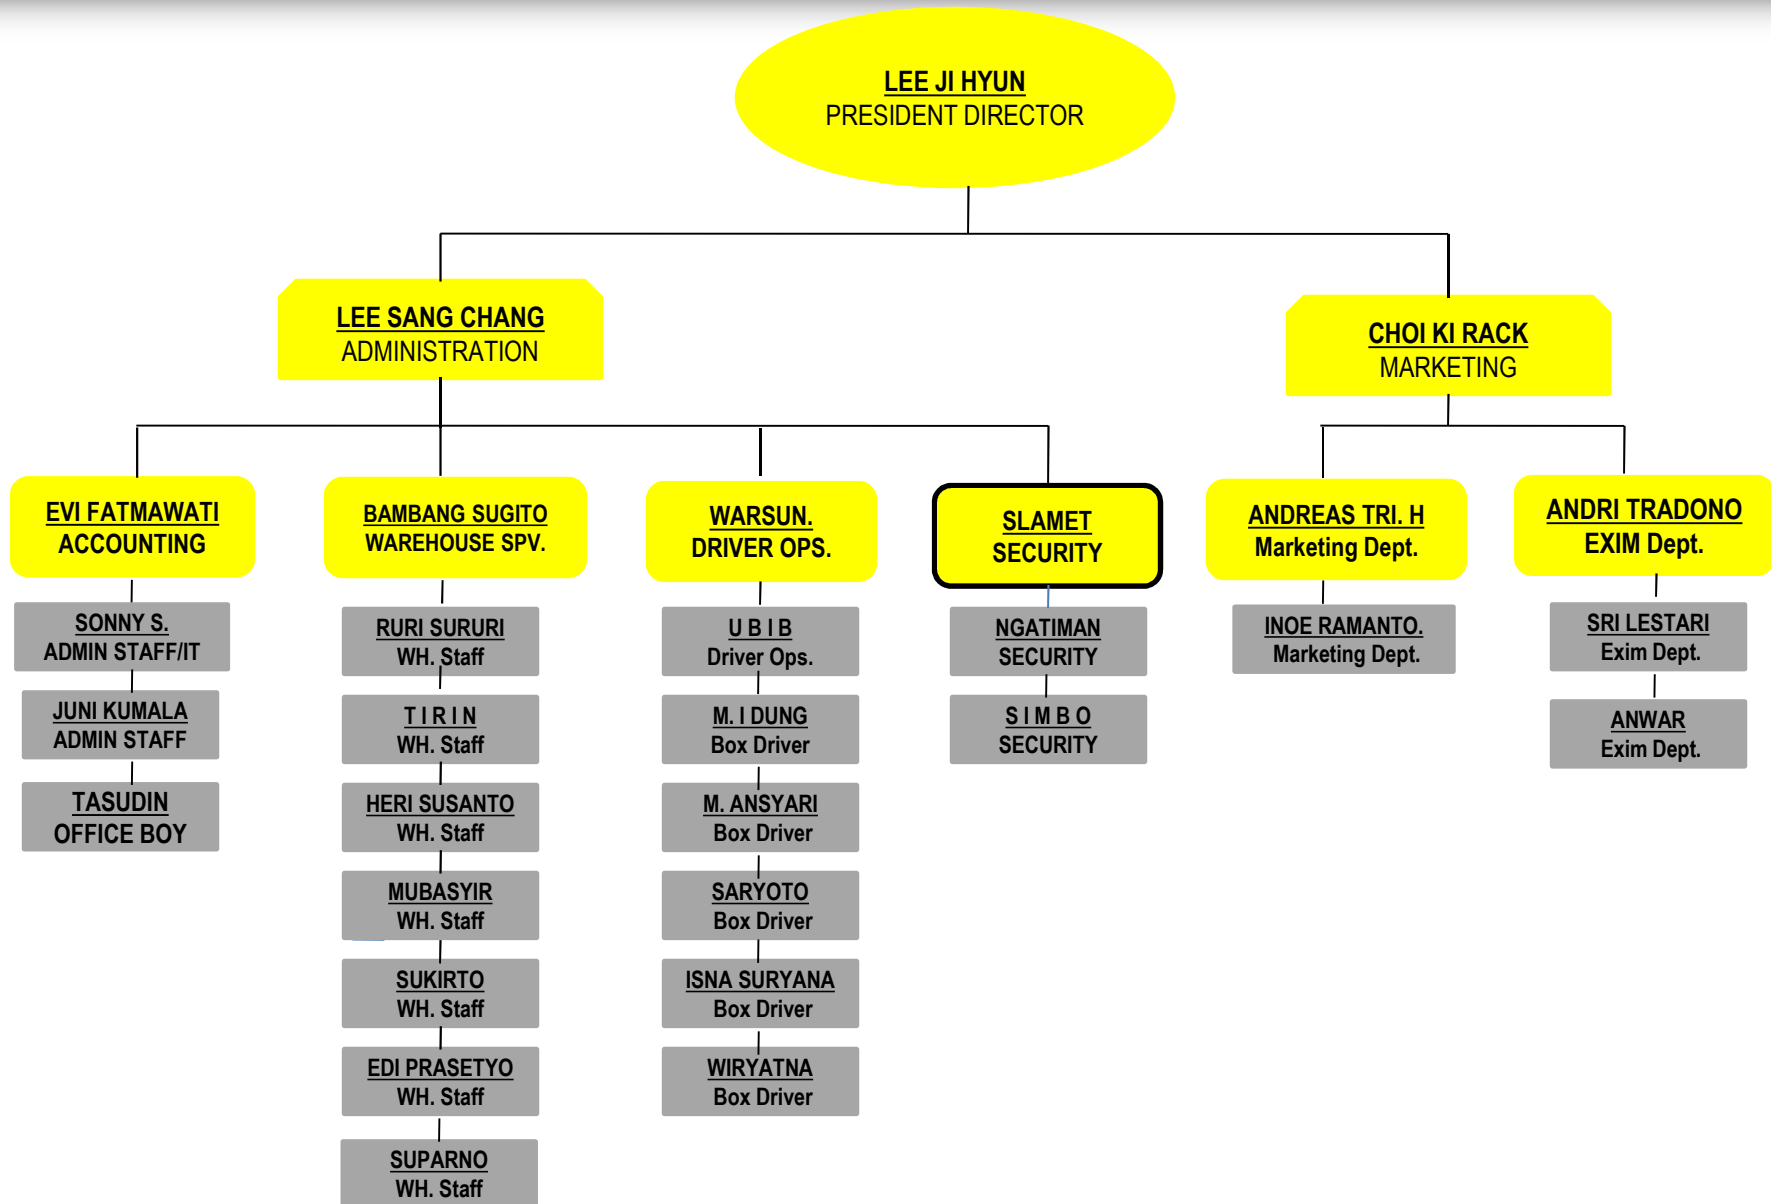 LEE JI HYUN
PRESIDENT DIRECTOR
LEE SANG CHANG
ADMINISTRATION
CHOI KI RACK
MARKETING
EVI FATMAWATI
ACCOUNTING
BAMBANG SUGITO
WAREHOUSE SPV.
WARSUN.
DRIVER OPS.
SLAMET
SECURITY
ANDREAS TRI. H
Marketing Dept.
ANDRI TRADONO
EXIM Dept.
SONNY S.
ADMIN STAFF/IT
JUNI KUMALA
ADMIN STAFF
TASUDIN
OFFICE BOY
RURI SURURI
WH. Staff
T I R I N
WH. Staff
HERI SUSANTO
WH. Staff
MUBASYIR
WH. Staff
SUKIRTO
WH. Staff
EDI PRASETYO
WH. Staff
SUPARNO
WH. Staff
U B I B
Driver Ops.
M. I DUNG
Box Driver
M. ANSYARI
Box Driver
SARYOTO
Box Driver
ISNA SURYANA
Box Driver
WIRYATNA
Box Driver
NGATIMAN
SECURITY
S I M B O
SECURITY
INOE RAMANTO.
Marketing Dept.
SRI LESTARI
Exim Dept.
ANWAR
Exim Dept.